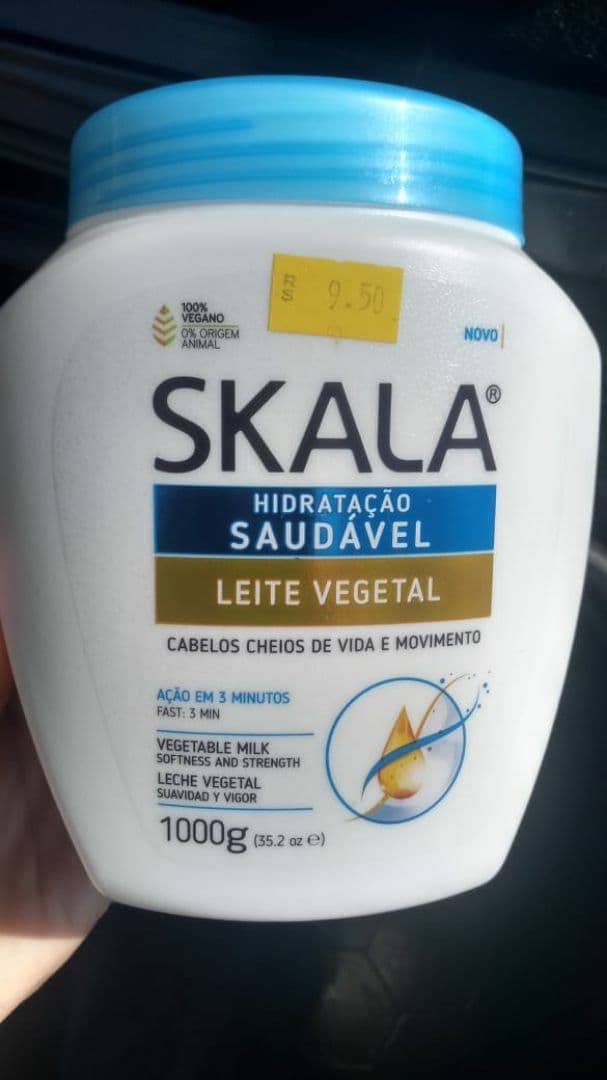 R$ 9.50
100%
VEGANO
0% ORIGEM
ANIMAL
NOVO
SKALA®
HIDRATAÇÃO
SAUDÁVEL
LEITE VEGETAL
CABELOS CHEIOS DE VIDA E MOVIMENTO
AÇÃO EM 3 MINUTOS
FAST: 3 MIN
VEGETABLE MILK
SOFTNESS AND STRENGTH
LECHE VEGETAL
SUAVIDAD Y VIGOR
1000g (35.2 oz ℮)